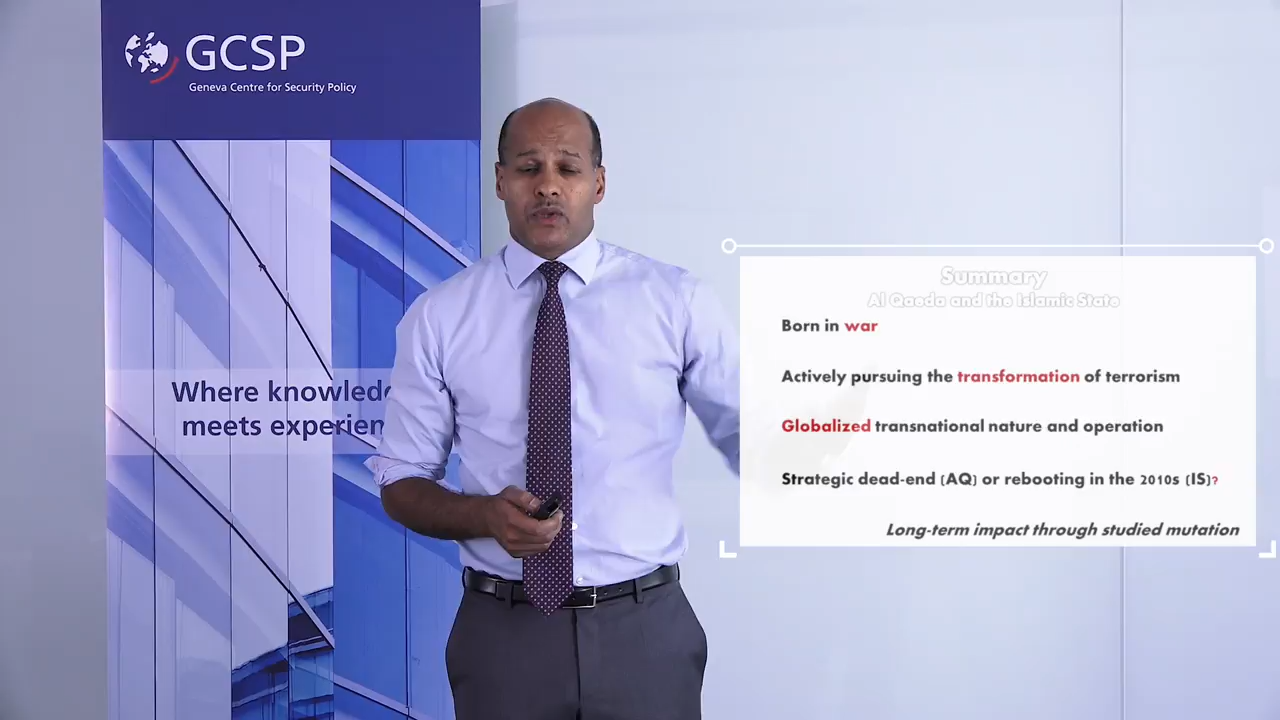 GCSP
Geneva Centre for Security Policy
Where knowled
meets experien
Summary
Al Qaeda and the Islamic State
Born in war
Actively pursuing the transformation of terrorism
Globalized transnational nature and operation
Strategic dead-end (AQ) or rebooting in the 2010s (IS)?
Long-term impact through studied mutation